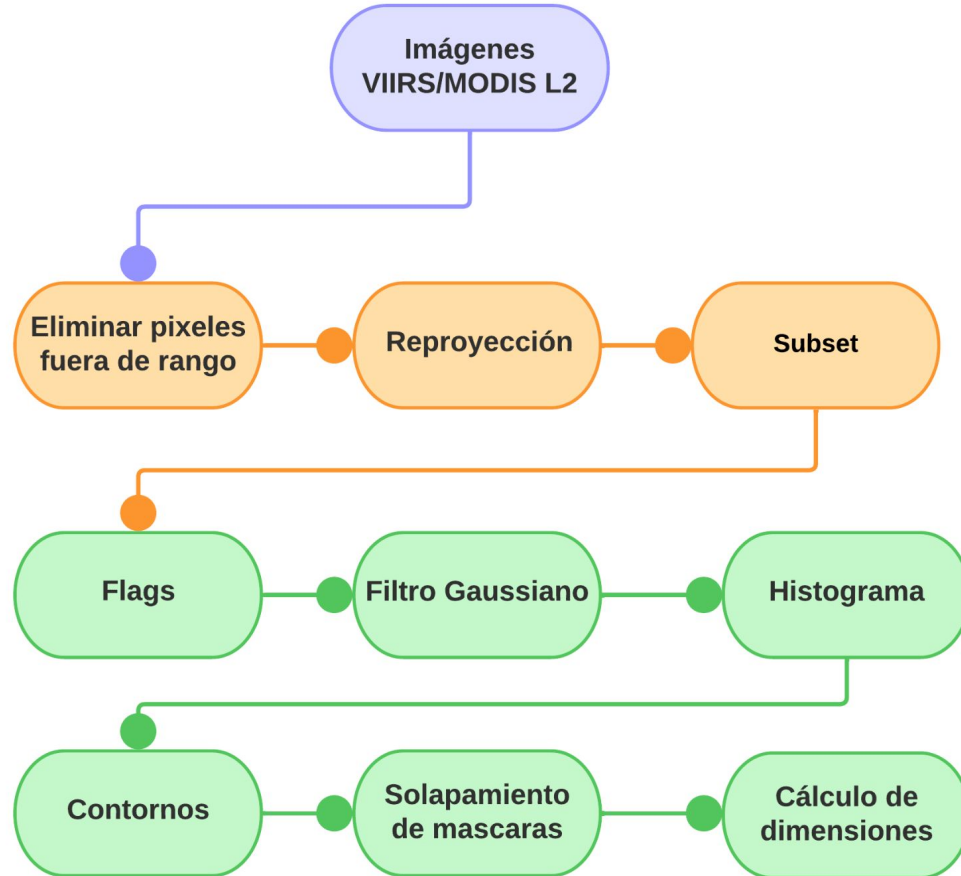 Imágenes
VIIRS/MODIS L2
Eliminar pixeles
fuera de rango
Reproyección
Subset
Flags
Filtro Gaussiano
Histograma
Contornos
Solapamiento
de mascaras
Cálculo de
dimensiones